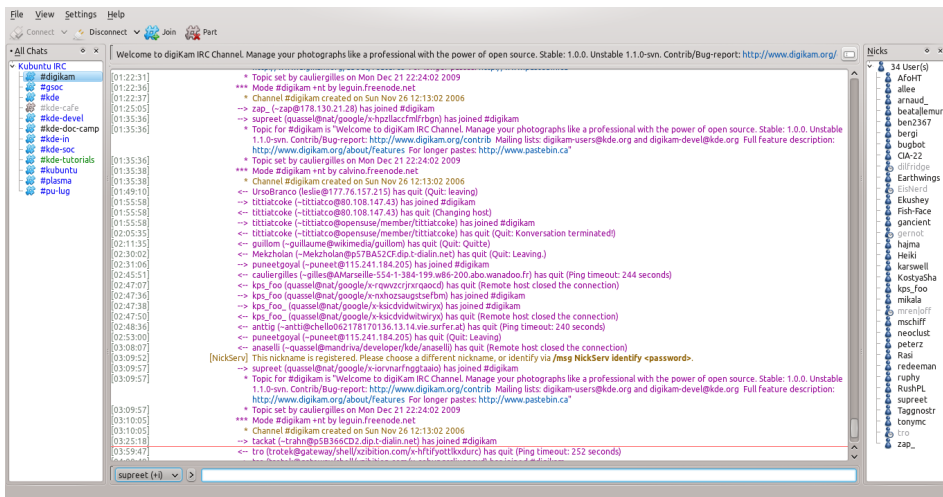 File View Settings Help
Connect Disconnect Join Part
All Chats
Kubuntu IRC
#digikam
#gsoc
#kde
#kde-cafe
#kde-devel
#kde-doc-camp
#kde-in
#kde-soc
#kde-tutorials
#kubuntu
#plasma
#pu-lug
Welcome to digiKam IRC Channel. Manage your photographs like a professional with the power of open source. Stable: 1.0.0. Unstable 1.1.0-svn. Contrib/Bug-report: http://www.digikam.org/
[01:22:31] * Topic set by cauliergilles on Mon Dec 21 22:24:02 2009
[01:22:36] *** Mode #digikam +nt by leguin.freenode.net
[01:22:37] * Channel #digikam created on Sun Nov 26 12:13:02 2006
[01:25:05] --> zap_ (~zap@178.130.21.28) has joined #digikam
[01:35:36] --> supreet (quassel@nat/google/x-hpzllaccfmlfrbgn) has joined #digikam
[01:35:36] * Topic for #digikam is "Welcome to digiKam IRC Channel. Manage your photographs like a professional with the power of open source. Stable: 1.0.0. Unstable
1.1.0-svn. Contrib/Bug-report: http://www.digikam.org/contrib Mailing lists: digikam-users@kde.org and digikam-devel@kde.org Full feature description:
http://www.digikam.org/about/features For longer pastes: http://www.pastebin.ca"
[01:35:36] * Topic set by cauliergilles on Mon Dec 21 22:24:02 2009
[01:35:38] *** Mode #digikam +nt by calvino.freenode.net
[01:35:38] * Channel #digikam created on Sun Nov 26 12:13:02 2006
[01:49:10] <-- UrsoBranco (leslie@177.76.157.215) has quit (Quit: leaving)
[01:55:58] --> tittiatcoke (~tittiatco@80.108.147.43) has joined #digikam
[01:55:58] <-- tittiatcoke (~tittiatco@80.108.147.43) has quit (Changing host)
[01:55:58] --> tittiatcoke (~tittiatco@opensuse/member/tittiatcoke) has joined #digikam
[02:05:35] <-- tittiatcoke (~tittiatco@opensuse/member/tittiatcoke) has quit (Quit: Konversation terminated!)
[02:11:35] <-- guillom (~guillaume@wikimedia/guillom) has quit (Quit: Quitte)
[02:30:02] <-- Mekzholan (~Mekzholan@p57BA52CF.dip.t-dialin.net) has quit (Quit: Leaving.)
[02:31:06] --> puneetgoyal (~puneet@115.241.184.205) has joined #digikam
[02:45:51] <-- cauliergilles (~gilles@AMarseille-554-1-384-199.w86-200.abo.wanadoo.fr) has quit (Ping timeout: 244 seconds)
[02:47:07] <-- kps_foo (quassel@nat/google/x-rqwvzcrjrxrqaocd) has quit (Remote host closed the connection)
[02:47:36] --> kps_foo (quassel@nat/google/x-nxhozsaugstsefbm) has joined #digikam
[02:47:38] --> kps_foo_ (quassel@nat/google/x-ksicdvidwitwiryx) has joined #digikam
[02:47:50] <-- kps_foo_ (quassel@nat/google/x-ksicdvidwitwiryx) has quit (Remote host closed the connection)
[02:48:36] <-- anttig (~antti@chello062178170136.13.14.vie.surfer.at) has quit (Ping timeout: 240 seconds)
[02:53:00] <-- puneetgoyal (~puneet@115.241.184.205) has quit (Quit: Leaving)
[03:08:07] <-- anaselli (~quassel@mandriva/developer/kde/anaselli) has quit (Remote host closed the connection)
[03:09:52] [NickServ] This nickname is registered. Please choose a different nickname, or identify via /msg NickServ identify <password>.
[03:09:57] --> supreet (quassel@nat/google/x-iorvnarfnggtaaio) has joined #digikam
[03:09:57] * Topic for #digikam is "Welcome to digiKam IRC Channel. Manage your photographs like a professional with the power of open source. Stable: 1.0.0. Unstable
1.1.0-svn. Contrib/Bug-report: http://www.digikam.org/contrib Mailing lists: digikam-users@kde.org and digikam-devel@kde.org Full feature description:
http://www.digikam.org/about/features For longer pastes: http://www.pastebin.ca"
[03:09:57] * Topic set by cauliergilles on Mon Dec 21 22:24:02 2009
[03:10:05] *** Mode #digikam +nt by leguin.freenode.net
[03:10:05] * Channel #digikam created on Sun Nov 26 12:13:02 2006
[03:25:18] --> tackat (~trahn@p5B366CD2.dip.t-dialin.net) has joined #digikam
[03:59:47] <-- tro (trotek@gateway/shell/xzibition.com/x-hftifyottlkxdurc) has quit (Ping timeout: 252 seconds)
supreet (+i) >
Nicks
34 User(s)
AfoHT
allee
arnaud_
beata|lemur
ben2367
bergi
bugbot
CIA-22
dilfridge
Earthwings
EisNerd
Ekushey
Fish-Face
gancient
gernot
hajma
Heiki
karswell
KostyaSha
kps_foo
mikala
mrenjoff
mschiff
neoclust
peterz
Rasi
redeeman
ruphy
RushPL
supreet
Taggnostr
tonymc
tro
zap_